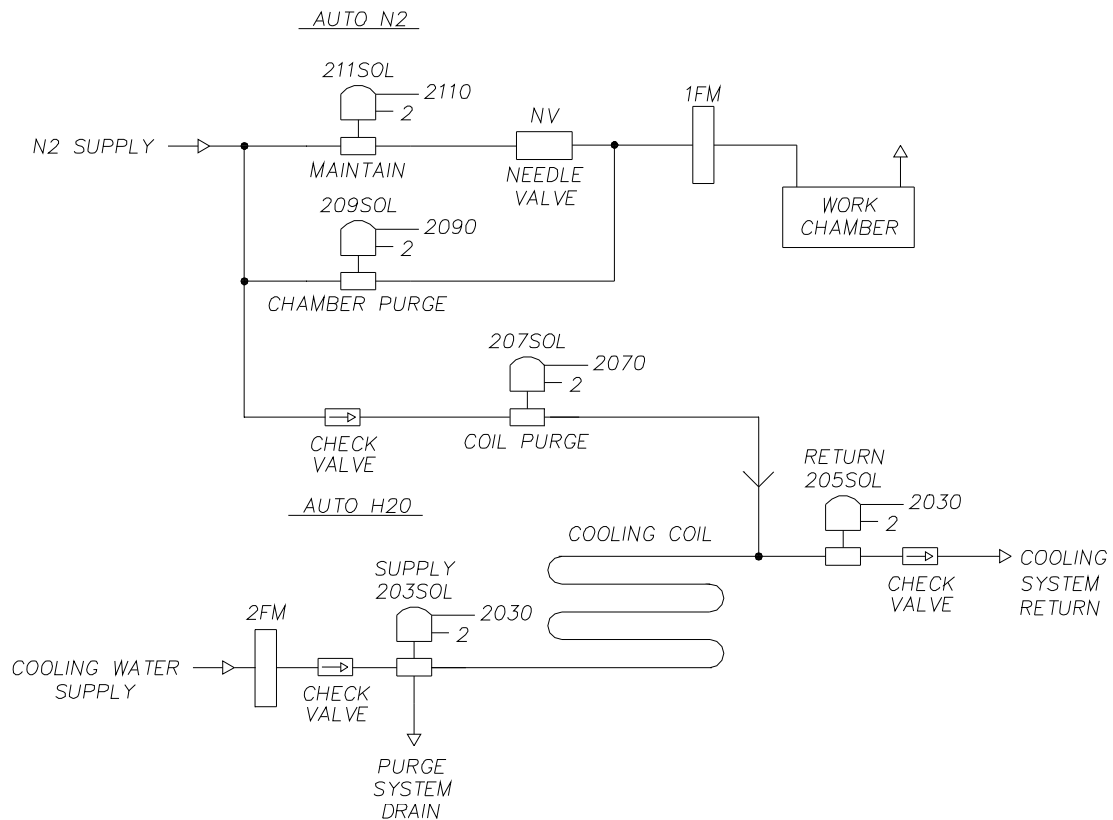 AUTO N2
211SOL
2110
2
N2 SUPPLY
MAINTAIN
NV
NEEDLE
VALVE
1FM
WORK
CHAMBER
209SOL
2090
2
CHAMBER PURGE
207SOL
2070
2
CHECK
VALVE
COIL PURGE
AUTO H20
RETURN
205SOL
2030
2
COOLING COIL
CHECK
VALVE
COOLING
SYSTEM
RETURN
SUPPLY
203SOL
2030
2
2FM
COOLING WATER
SUPPLY
CHECK
VALVE
PURGE
SYSTEM
DRAIN